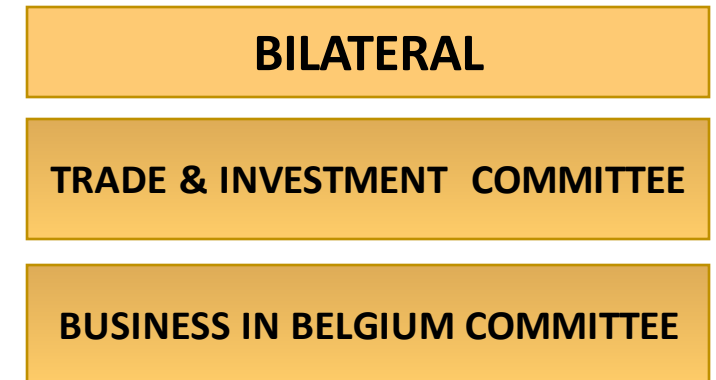 BILATERAL
TRADE & INVESTMENT COMMITTEE
BUSINESS IN BELGIUM COMMITTEE